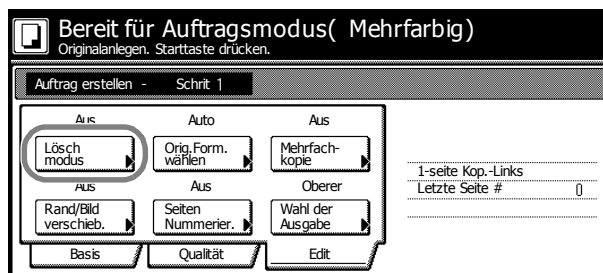 Bereit für Auftragsmodus( Mehrfarbig)
Originalanlegen. Starttaste drücken.
Auftrag erstellen - Schrit 1
Aus Auto Aus
Lösch modus
Orig.Form. wählen
Mehrfach- kopie
1-seite Kop.-Links
Aus Aus Oberer
Letzte Seite # 0
Rand/Bild verschieb.
Seiten Nummerier.
Wahl der Ausgabe
Basis Qualität Edit